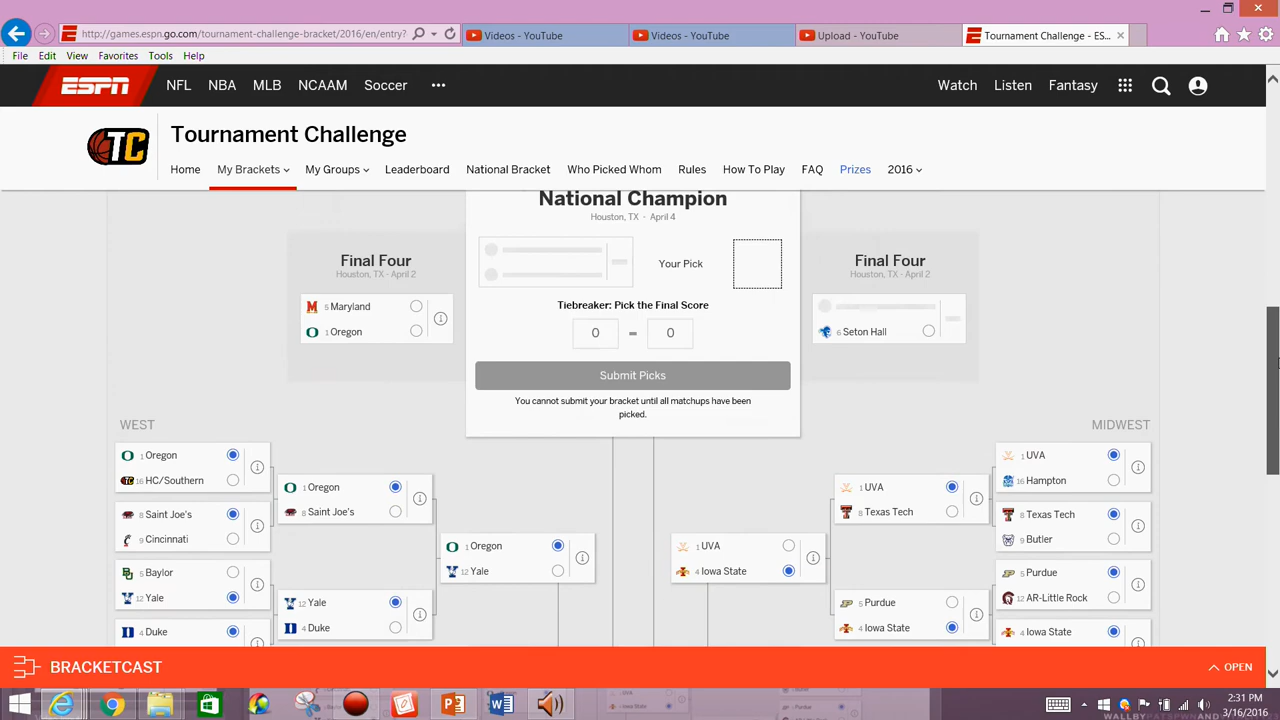 http://games.espn.go.com/tournament-challenge-bracket/2016/en/entry?
Videos - YouTube
Videos - YouTube
Upload - YouTube
Tournament Challenge - ES...
File Edit View Favorites Tools Help
ESPN NFL NBA MLB NCAAM Soccer Watch Listen Fantasy
TC Tournament Challenge
Home My Brackets My Groups Leaderboard National Bracket Who Picked Whom Rules How To Play FAQ Prizes 2016
National Champion
Houston, TX - April 4
Your Pick
Tiebreaker: Pick the Final Score
0 - 0
Submit Picks
You cannot submit your bracket until all matchups have been
picked.
Final Four
Houston, TX - April 2
5 Maryland
1 Oregon
Final Four
Houston, TX - April 2
6 Seton Hall
WEST
1 Oregon
16 HC/Southern
8 Saint Joe's
9 Cincinnati
5 Baylor
12 Yale
4 Duke
1 Oregon
8 Saint Joe's
12 Yale
4 Duke
1 Oregon
12 Yale
MIDWEST
1 UVA
4 Iowa State
1 UVA
8 Texas Tech
5 Purdue
4 Iowa State
1 UVA
16 Hampton
8 Texas Tech
9 Butler
5 Purdue
12 AR-Little Rock
4 Iowa State
BRACKETCAST
OPEN
2:31 PM
3/16/2016